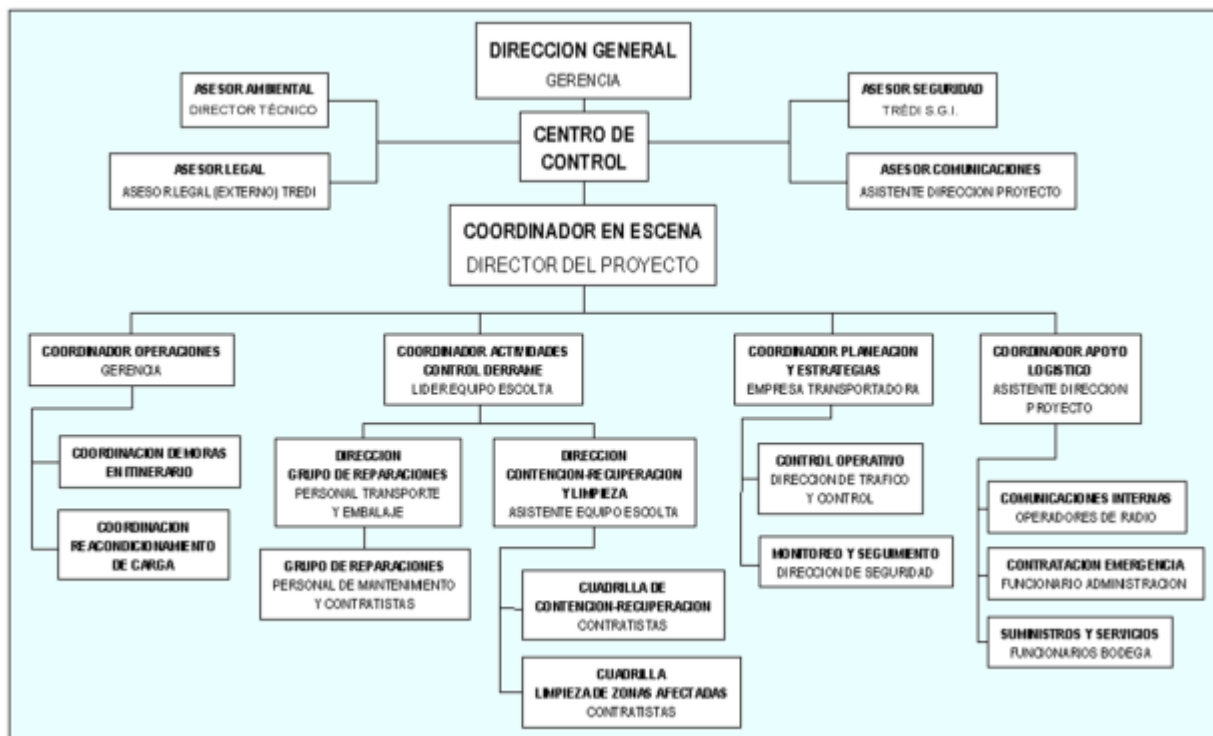 DIRECCION GENERAL
GERENCIA
ASESOR AMBIENTAL
DIRECTOR TÉCNICO
ASESOR SEGURIDAD
TRÉDI S.G.I.
CENTRO DE
CONTROL
ASESOR LEGAL
ASESOR LEGAL (EXTERNO) TREDI
ASESOR COMUNICACIONES
ASISTENTE DIRECCION PROYECTO
COORDINADOR EN ESCENA
DIRECTOR DEL PROYECTO
COORDINADOR OPERACIONES
GERENCIA
COORDINADOR ACTIVIDADES
CONTROL DERRAME
LIDER EQUIPO ESCOLTA
COORDINADOR PLANEACION
Y ESTRATEGIAS
EMPRESA TRANSPORTADORA
COORDINADOR APOYO
LOGISTICO
ASISTENTE DIRECCION
PROYECTO
COORDINACION DEMORAS
EN ITINERARIO
COORDINACION
REACONDICIONAMIENTO
DE CARGA
DIRECCION
GRUPO DE REPARACIONES
PERSONAL TRANSPORTE
Y EMBALAJE
GRUPO DE REPARACIONES
PERSONAL DE MANTENIMIENTO
Y CONTRATISTAS
DIRECCION
CONTENCION-RECUPERACION
Y LIMPIEZA
ASISTENTE EQUIPO ESCOLTA
CUADRILLA DE
CONTENCION-RECUPERACION
CONTRATISTAS
CUADRILLA
LIMPIEZA DE ZONAS AFECTADAS
CONTRATISTAS
CONTROL OPERATIVO
DIRECCION DE TRAFICO
Y CONTROL
MONITOREO Y SEGUIMIENTO
DIRECCION DE SEGURIDAD
COMUNICACIONES INTERNAS
OPERADORES DE RADIO
CONTRATACION EMERGENCIA
FUNCIONARIO ADMINISTRACION
SUMINISTROS Y SERVICIOS
FUNCIONARIOS BODEGA